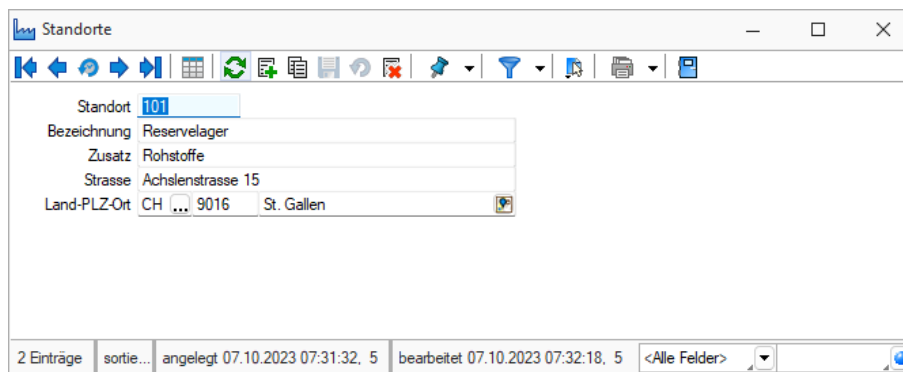 Standorte
Standort 101
Bezeichnung Reservelager
Zusatz Rohstoffe
Strasse Achslenstrasse 15
Land-PLZ-Ort CH ... 9016 St. Gallen
2 Einträge sortie... angelegt 07.10.2023 07:31:32, 5 bearbeitet 07.10.2023 07:32:18, 5 <Alle Felder>